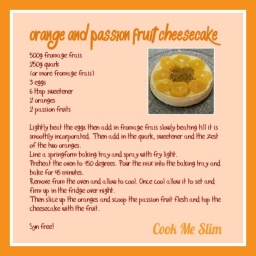 orange and passion fruit cheesecake
500g fromage frais
250g quark
(or more fromage frais)
3 eggs
6 tbsp sweetener
2 oranges
2 passion fruits
Lightly beat the eggs then add in fromage frais slowly beating till it is
smoothly incorporated. Then add in the quark, sweetener and the zest
of the two oranges.
Line a springform baking tray and spray with fry light.
Preheat the oven to 150 degrees. Pour the mix into the baking tray and
bake for 45 minutes.
Remove from the oven and allow to cool. Once cool allow it to set and
firm up in the fridge over night.
Then slice up the oranges and scoop the passion fruit flesh and top the
cheesecake with the fruit.
Syn free!
Cook Me Slim